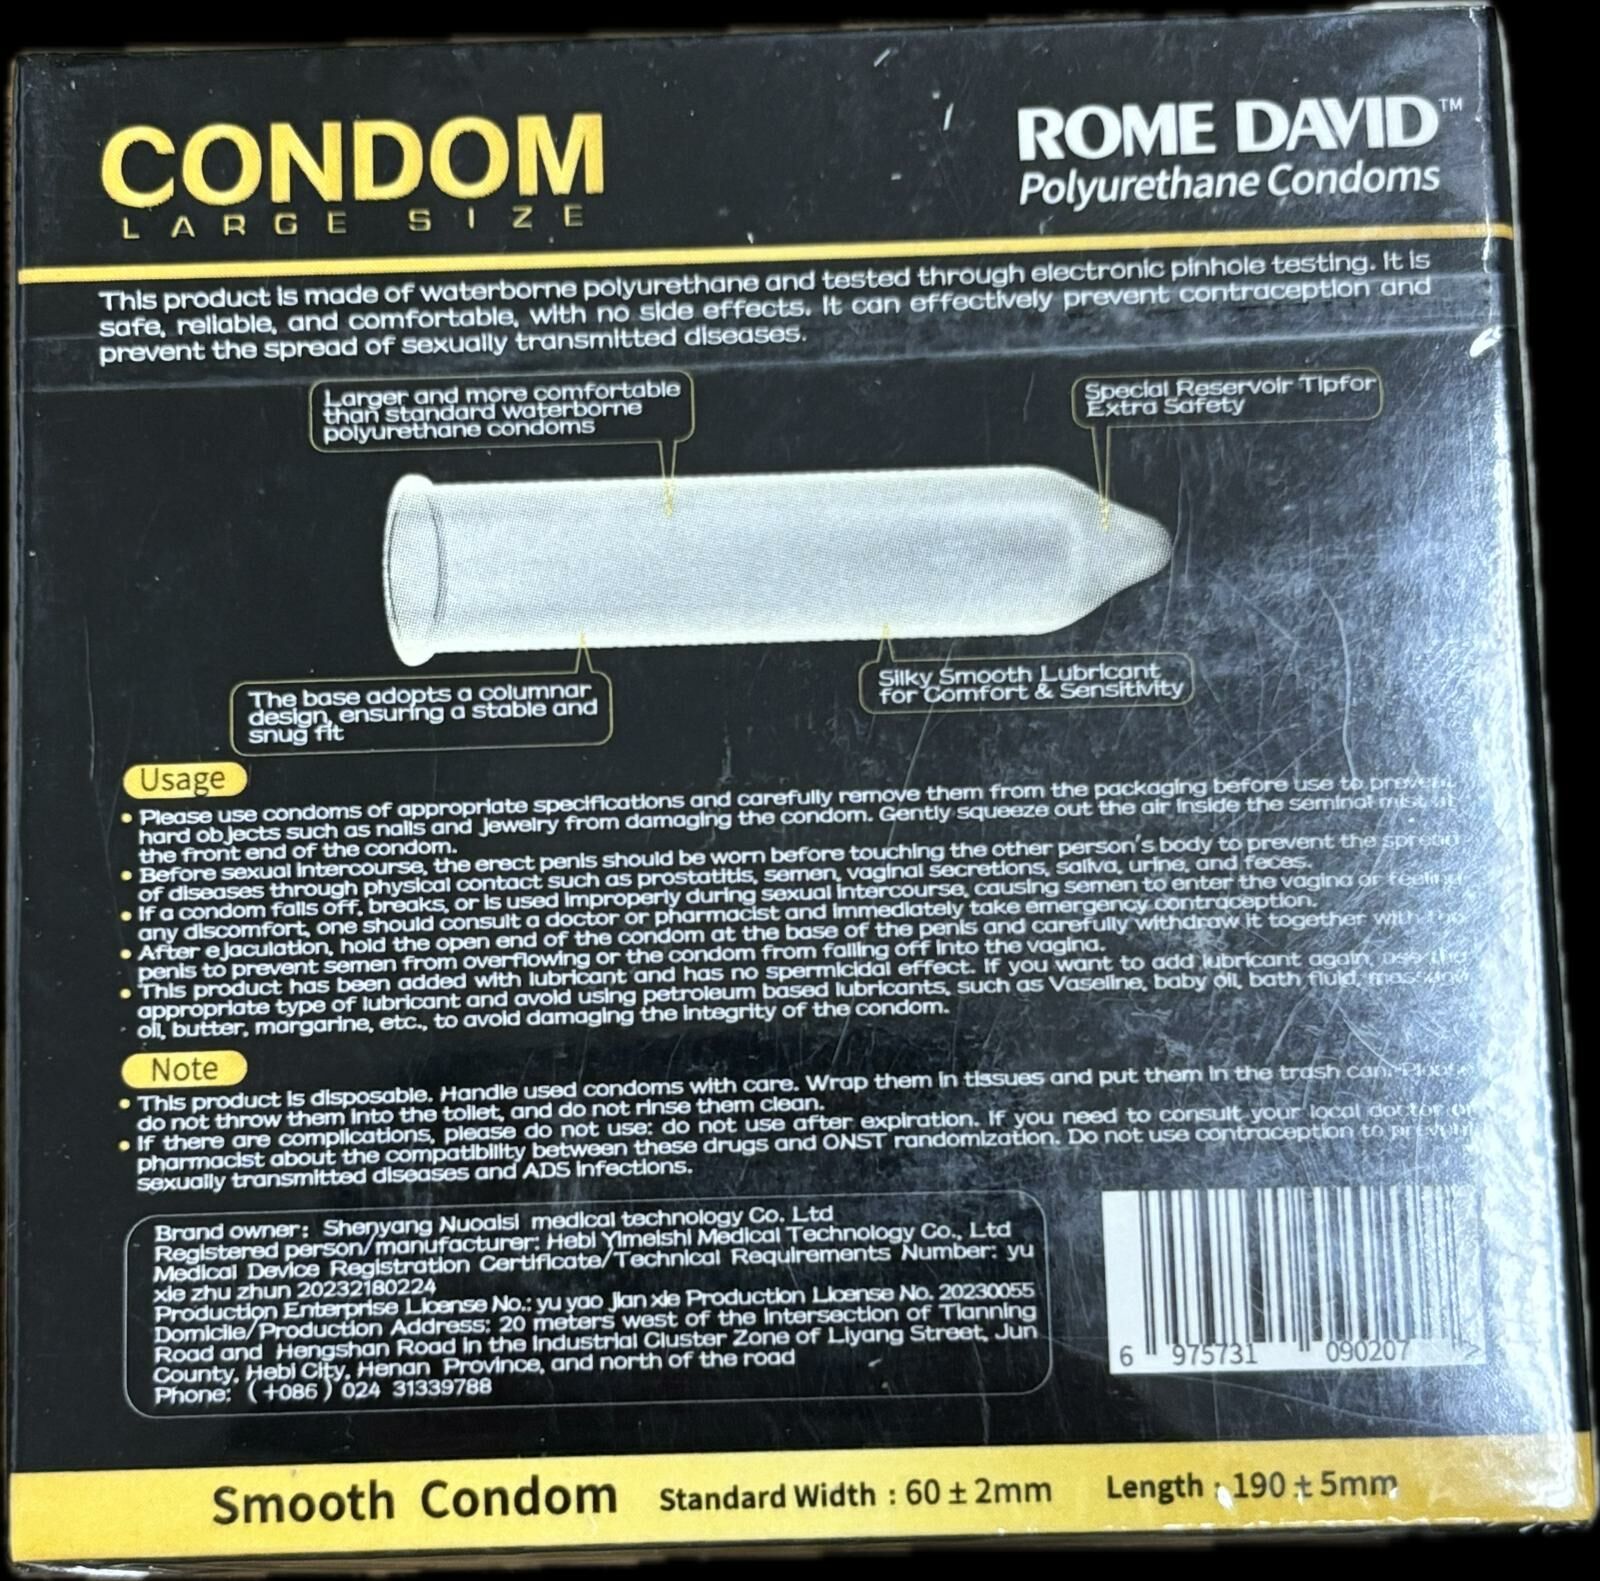 CONDOM
LARGE SIZE
ROME DAVID™
Polyurethane Condoms
This product is made of waterborne polyurethane and tested through electronic pinhole testing. It is
safe, reliable, and comfortable, with no side effects. It can effectively prevent contraception and
prevent the spread of sexually transmitted diseases.
Larger and more comfortable
than standard waterborne
polyurethane condoms
Special Reservoir Tipfor
Extra Safety
The base adopts a columnar
design, ensuring a stable and
snug fit
Silky Smooth Lubricant
for Comfort & Sensitivity
Usage
• Please use condoms of appropriate specifications and carefully remove them from the packaging before use to prevent
hard objects such as nails and jewelry from damaging the condom. Gently squeeze out the air inside the seminal mist at
the front end of the condom.
• Before sexual intercourse, the erect penis should be worn before touching the other person's body to prevent the spread
of diseases through physical contact such as prostatitis, semen, vaginal secretions, saliva, urine, and feces.
• If a condom falls off, breaks, or is used improperly during sexual intercourse, causing semen to enter the vagina or feeling
any discomfort, one should consult a doctor or pharmacist and immediately take emergency contraception.
• After ejaculation, hold the open end of the condom at the base of the penis and carefully withdraw it together with the
penis to prevent semen from overflowing or the condom from falling off into the vagina.
• This product has been added with lubricant and has no spermicidal effect. If you want to add lubricant again, use the
appropriate type of lubricant and avoid using petroleum based lubricants, such as Vaseline, baby oil, bath fluid, massage
oil, butter, margarine, etc., to avoid damaging the integrity of the condom.
Note
• This product is disposable. Handle used condoms with care. Wrap them in tissues and put them in the trash can. Please
do not throw them into the toilet, and do not rinse them clean.
• If there are complications, please do not use: do not use after expiration. If you need to consult your local doctor or
pharmacist about the compatibility between these drugs and ONST randomization. Do not use contraception to prevent
sexually transmitted diseases and ADS infections.
Brand owner: Shenyang Nuoaisi medical technology Co. Ltd
Registered person/manufacturer: Hebi Yimeishi Medical Technology Co., Ltd
Medical Device Registration Certificate/Technical Requirements Number: yu
xie zhu zhun 20232180224
Production Enterprise License No.: yu yao jian xie Production License No. 20230055
Domicile/Production Address: 20 meters west of the intersection of Tianning
Road and Hengshan Road in the Industrial Cluster Zone of Liyang Street, Jun
County, Hebi City, Henan Province, and north of the road
Phone: (+086) 024 31339788
6 975731 090207 >
Smooth Condom Standard Width : 60 ± 2mm Length : 190 ± 5mm